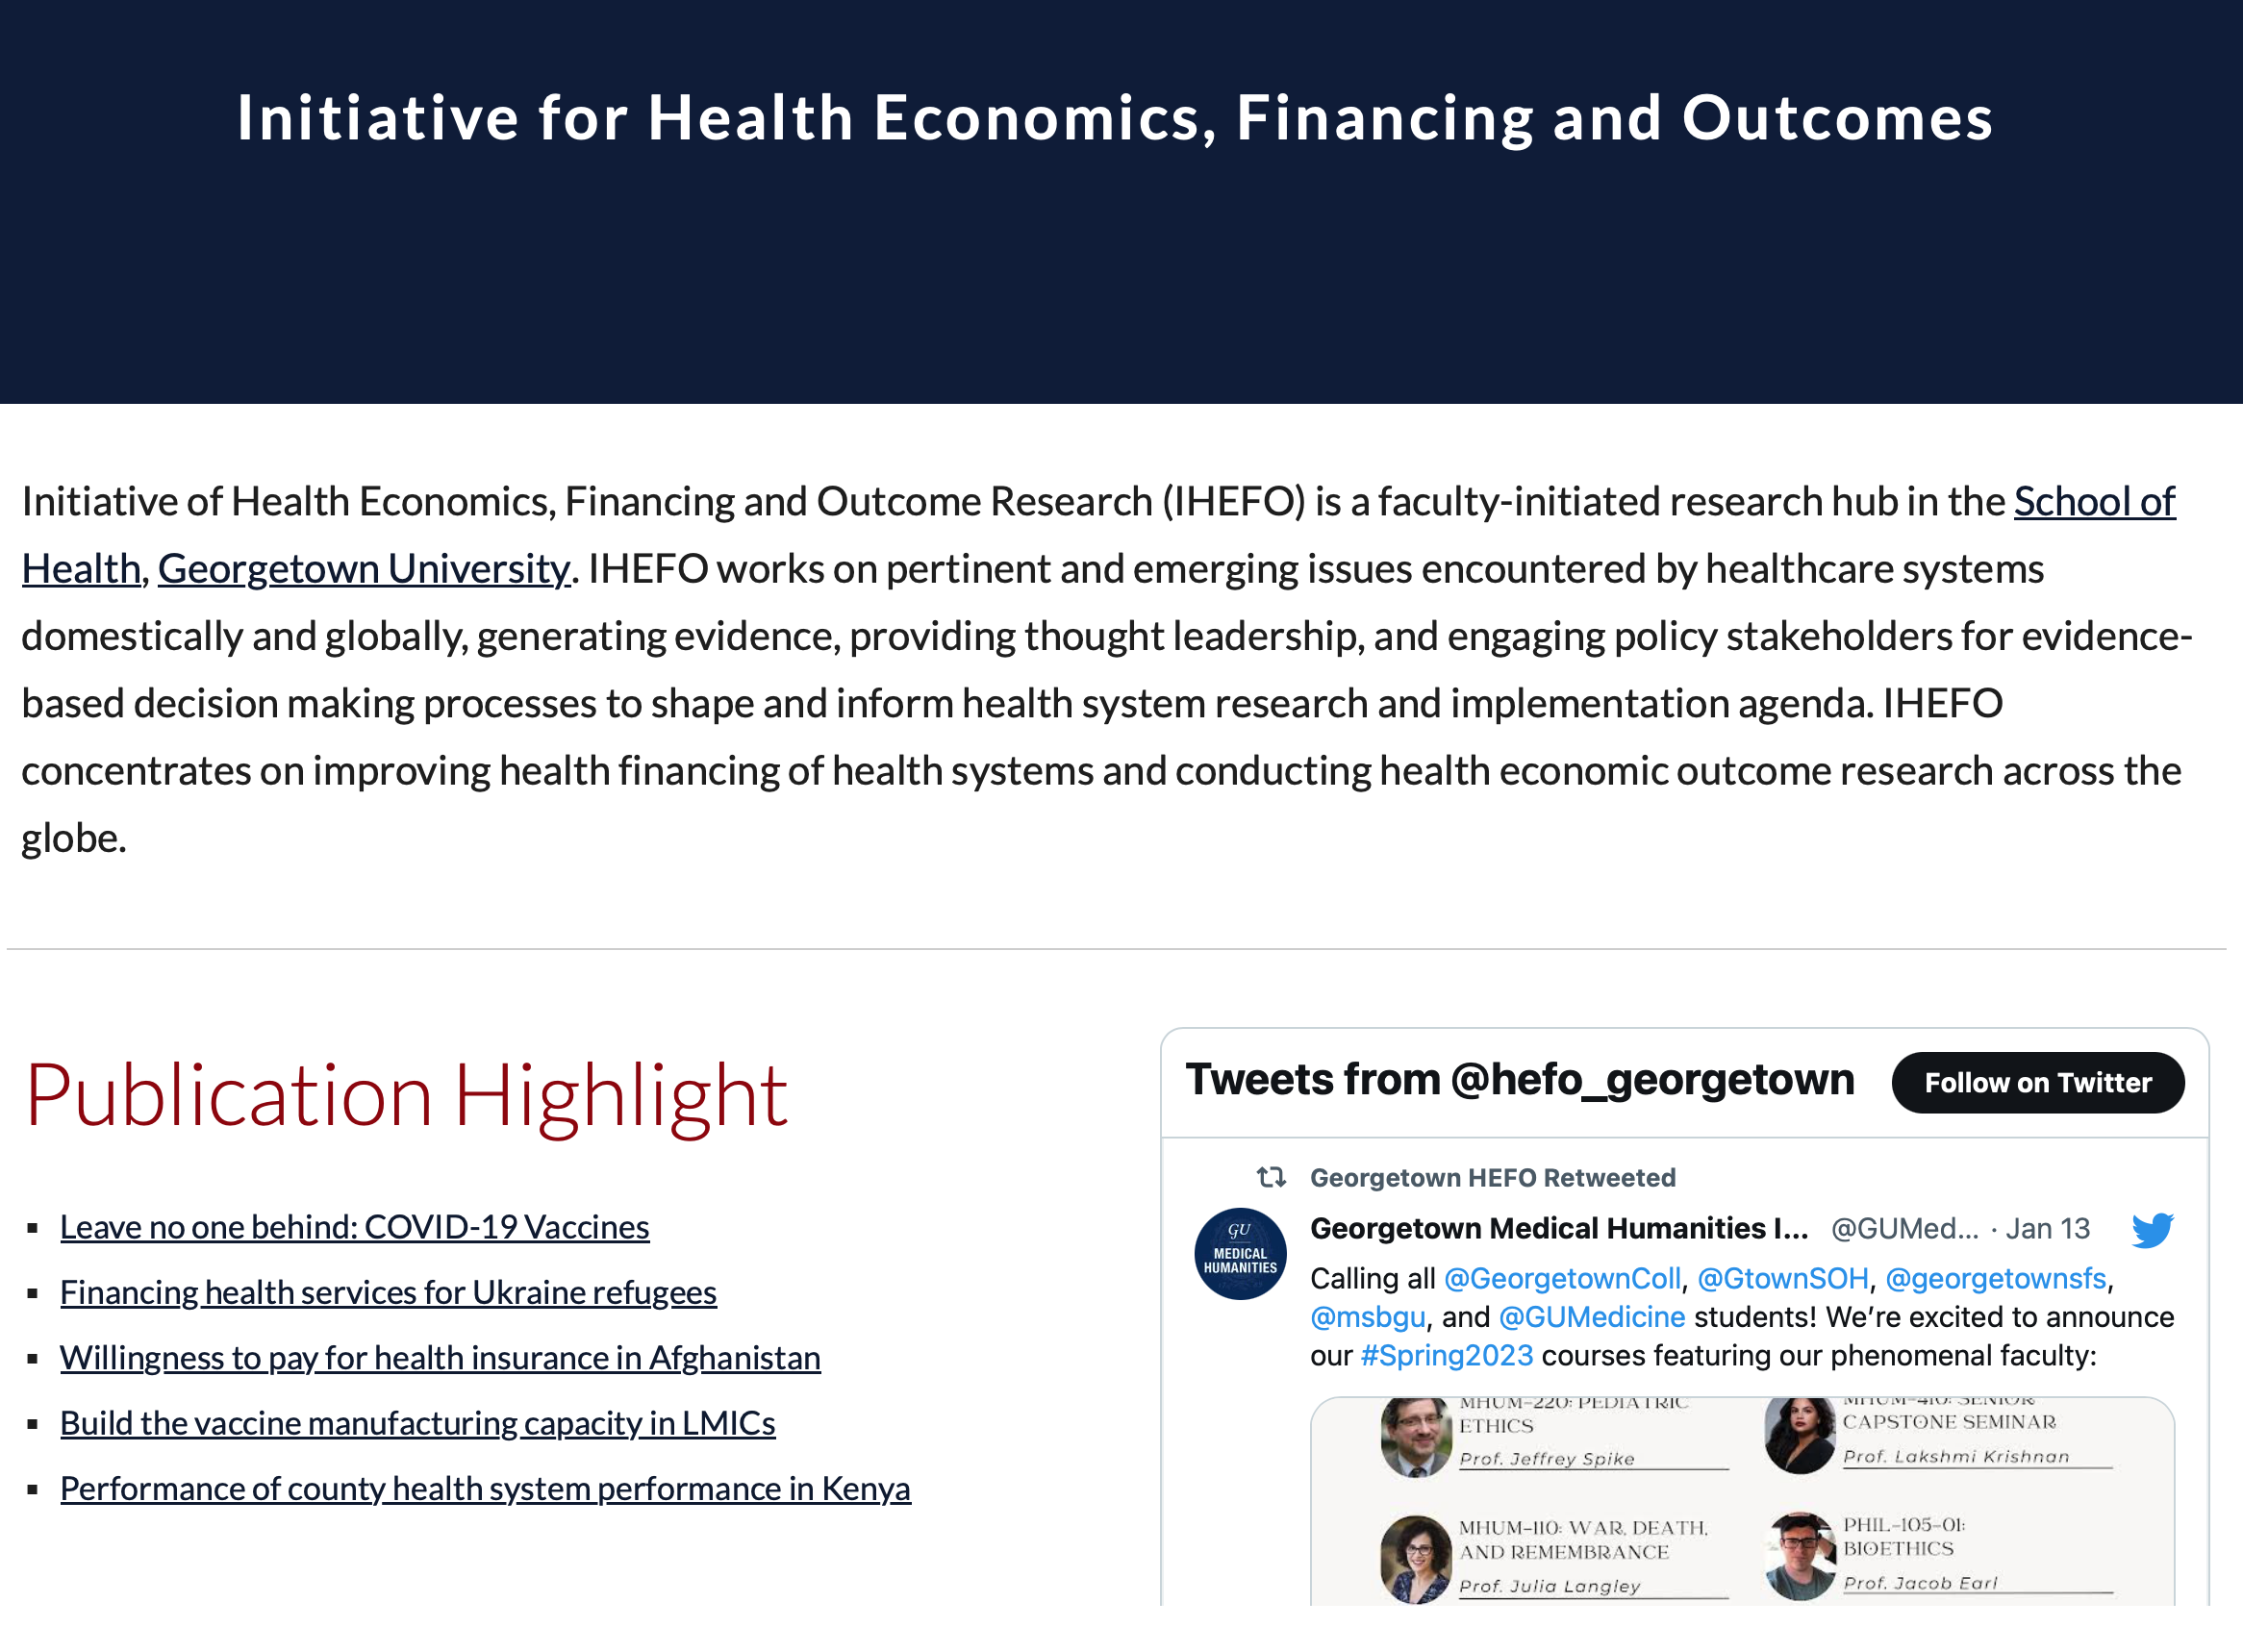 Initiative for Health Economics, Financing and Outcomes
Initiative of Health Economics, Financing and Outcome Research (IHEFO) is a faculty-initiated research hub in the School of
Health, Georgetown University. IHEFO works on pertinent and emerging issues encountered by healthcare systems
domestically and globally, generating evidence, providing thought leadership, and engaging policy stakeholders for evidence-
based decision making processes to shape and inform health system research and implementation agenda. IHEFO
concentrates on improving health financing of health systems and conducting health economic outcome research across the
globe.
Publication Highlight
▪ Leave no one behind: COVID-19 Vaccines
▪ Financing health services for Ukraine refugees
▪ Willingness to pay for health insurance in Afghanistan
▪ Build the vaccine manufacturing capacity in LMICs
▪ Performance of county health system performance in Kenya
Tweets from @hefo_georgetown
Follow on Twitter
Georgetown HEFO Retweeted
Georgetown Medical Humanities I... @GUMed... · Jan 13
GU
MEDICAL
HUMANITIES
Calling all @GeorgetownColl, @GtownSOH, @georgetownsfs,
@msbgu, and @GUMedicine students! We’re excited to announce
our #Spring2023 courses featuring our phenomenal faculty:
MHUM-220: PEDIATRIC
ETHICS
Prof. Jeffrey Spike
MHUM-410: SENIOR
CAPSTONE SEMINAR
Prof. Lakshmi Krishnan
MHUM-110: WAR, DEATH,
AND REMEMBRANCE
Prof. Julia Langley
PHIL-105-01:
BIOETHICS
Prof. Jacob Earl